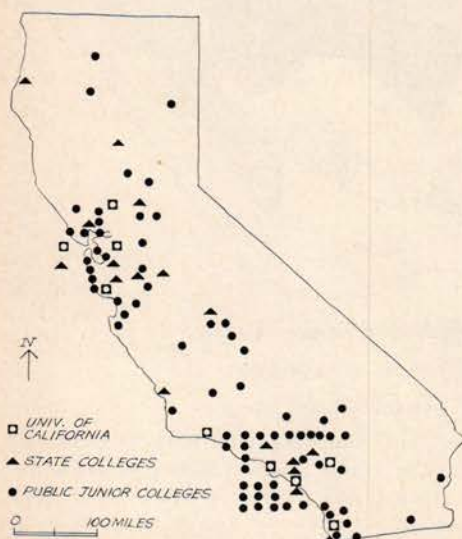 N
UNIV. OF
CALIFORNIA
STATE COLLEGES
PUBLIC JUNIOR COLLEGES
0 100 MILES